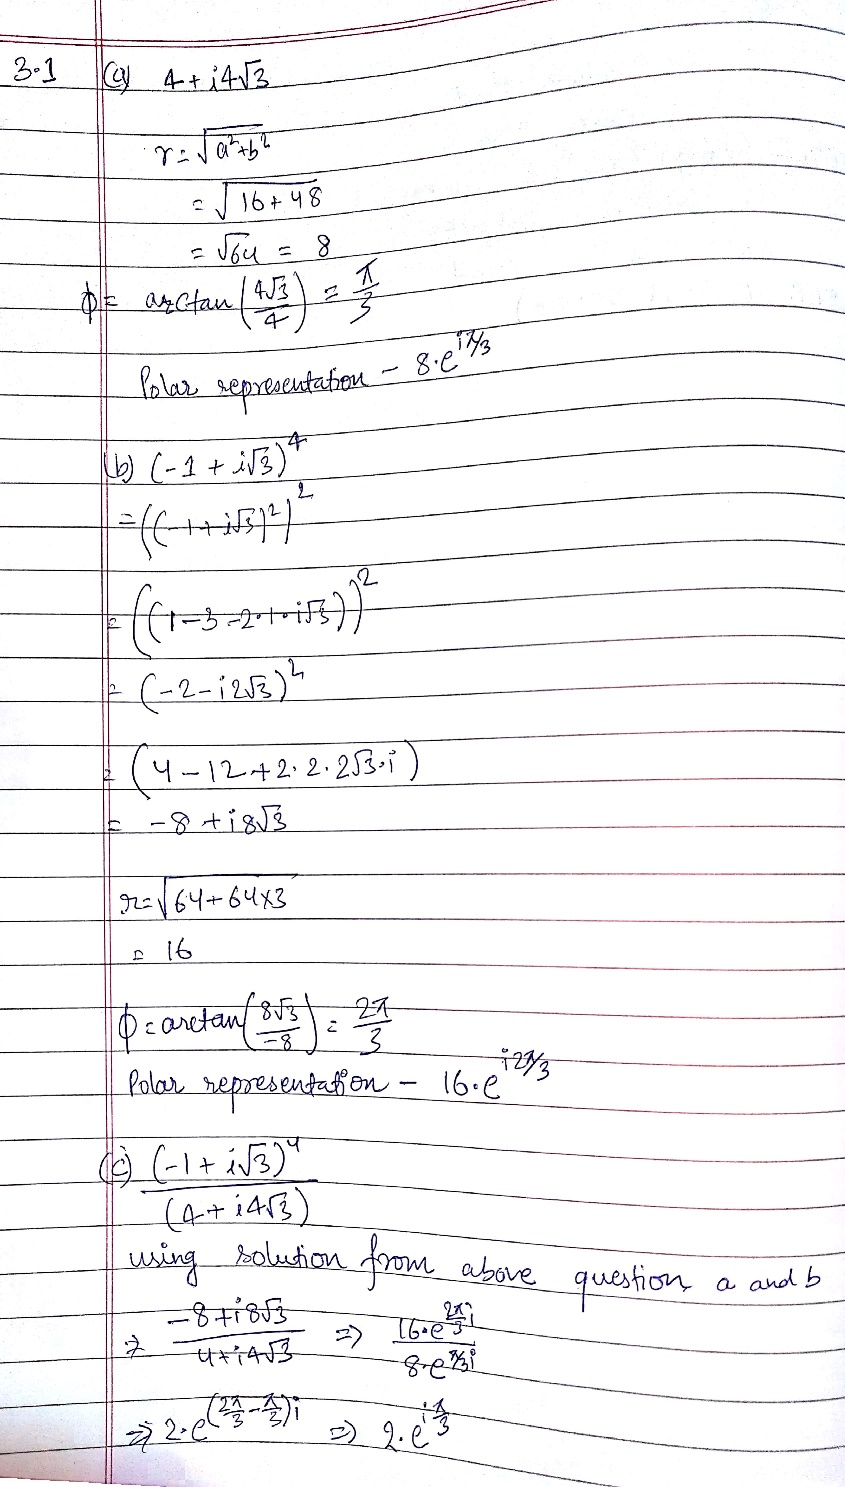 3.1 (a) 4 + i4√3
r = √(a²+b²)
= √(16+48)
= √64 = 8
ϕ = arctan(4√3/4) = π/3
Polar representation – 8·e^(iπ/3)
(b) (-1 + i√3)^4
= ((-1 + i√3)²)²
= ((1-3-2·1·i√3))²
= (-2-i2√3)²
= (4-12+2·2·2√3·i)
= -8 + i8√3
r = √(64+64×3)
= 16
ϕ = arctan(8√3/-8) = 2π/3
Polar representation – 16·e^(i2π/3)
(c) (-1 + i√3)^4 / (4 + i4√3)
using solution from above question a and b
⇒ (-8+i8√3)/(4+i4√3) ⇒ (16·e^(2π/3 i))/(8·e^(π/3 i))
⇒ 2·e^((2π/3 - π/3)i) ⇒ 2·e^(iπ/3)